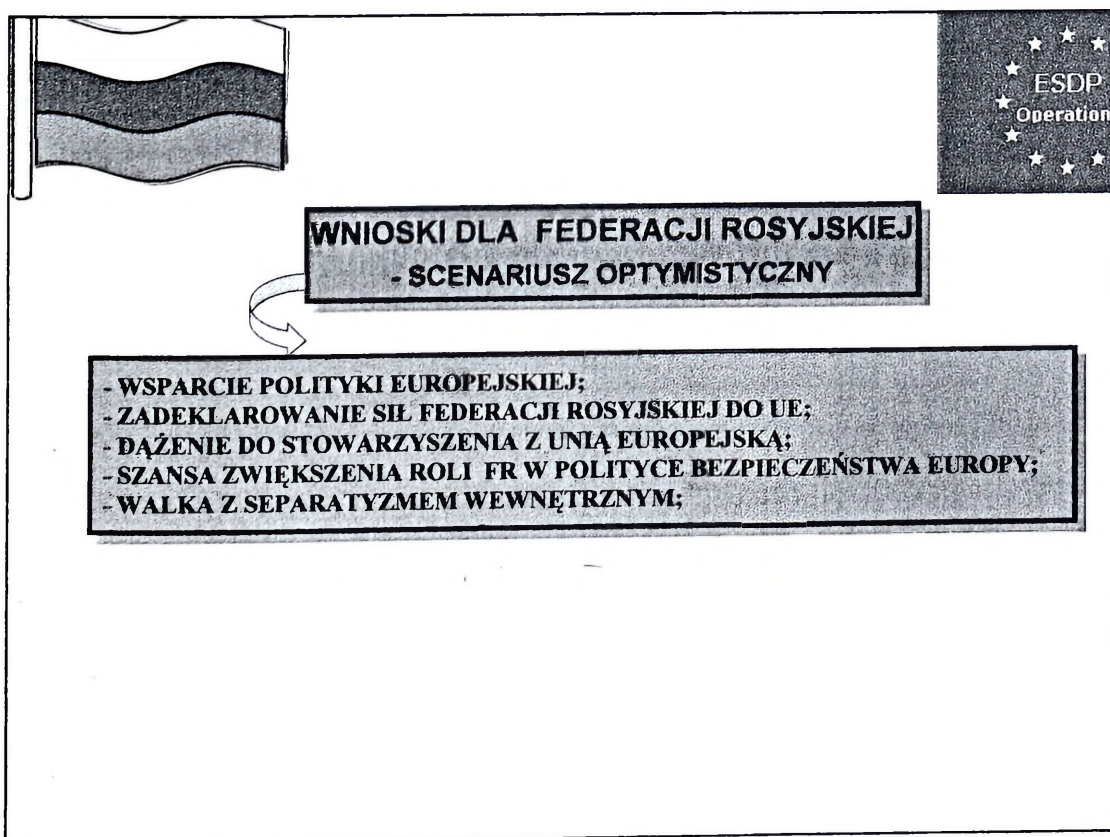 ESDP
Operation
WNIOSKI DLA FEDERACJI ROSYJSKIEJ
- SCENARIUSZ OPTYMISTYCZNY
- WSPARCIE POLITYKI EUROPEJSKIEJ;
- ZADEKLAROWANIE SIŁ FEDERACJI ROSYJSKIEJ DO UE;
- DĄŻENIE DO STOWARZYSZENIA Z UNIĄ EUROPEJSKĄ;
- SZANSA ZWIĘKSZENIA ROLI FR W POLITYCE BEZPIECZEŃSTWA EUROPY;
- WALKA Z SEPARATYZMEM WEWNĘTRZNYM;